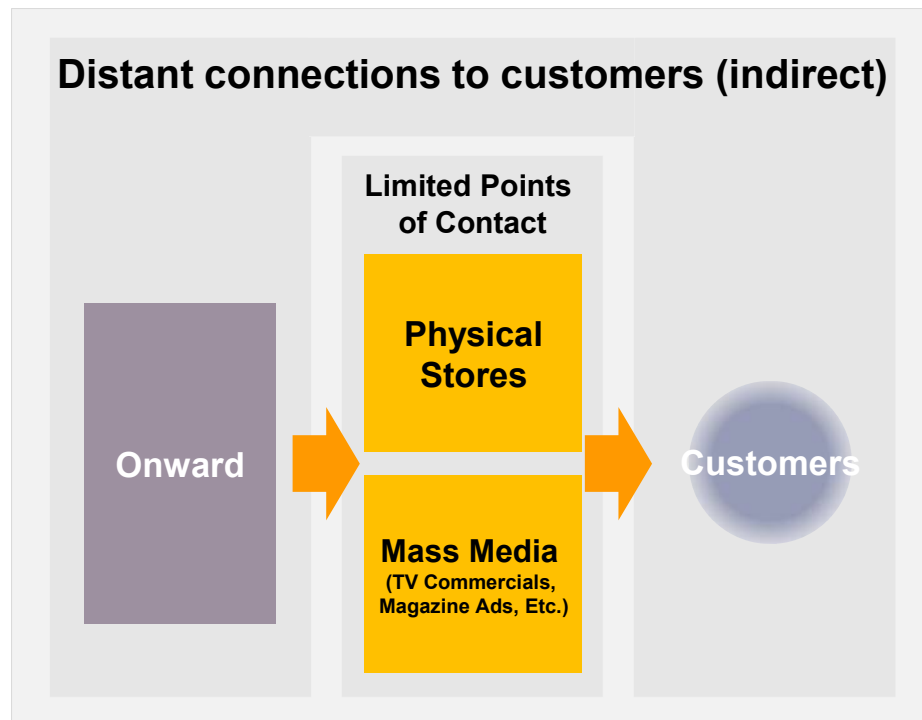 Distant connections to customers (indirect)
Limited Points
of Contact
Physical
Stores
Onward
Customers
Mass Media
(TV Commercials,
Magazine Ads, Etc.)